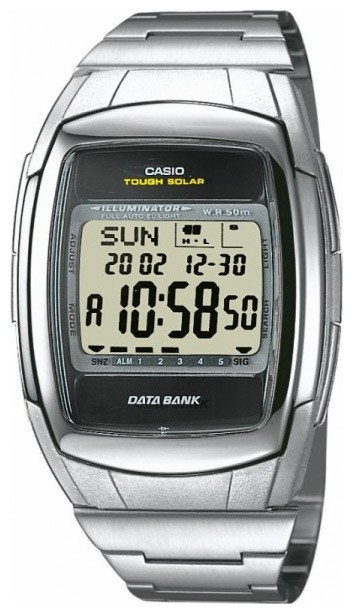 CASIO
TOUGH SOLAR
ILLUMINATOR
FULL AUTO EL LIGHT
W.R.50m
ADJUST
LIGHT
SUN
H - L
20 02 12-30
A 10:58 50
MODE
SEARCH
SNZ ALM 1 2 3 4 5 SIG
DATA BANK